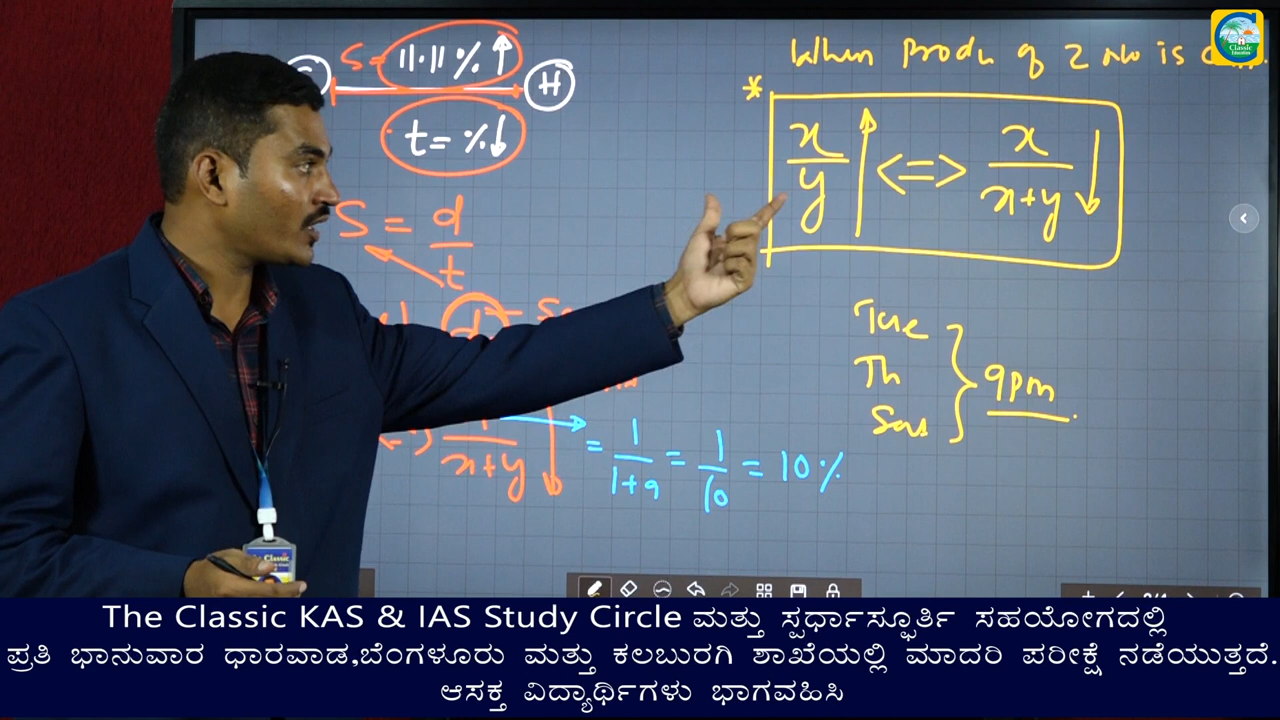 When Produ of 2 no is
S = 11.11% ↑
H
t = % ↓
* x/y ↑ <=> x/(x+y) ↓
S = d/t
d
Tue
Th
Sat
9pm
x+y ↓ = 1/(1+9) = 1/10 = 10%
Classic
Education
The Classic KAS & IAS Study Circle ಮತ್ತು ಸ್ಪರ್ಧಾಸ್ಫೂರ್ತಿ ಸಹಯೋಗದಲ್ಲಿ
ಪ್ರತಿ ಭಾನುವಾರ ಧಾರವಾಡ,ಬೆಂಗಳೂರು ಮತ್ತು ಕಲಬುರಗಿ ಶಾಖೆಯಲ್ಲಿ ಮಾದರಿ ಪರೀಕ್ಷೆ ನಡೆಯುತ್ತದೆ.
ಆಸಕ್ತ ವಿದ್ಯಾರ್ಥಿಗಳು ಭಾಗವಹಿಸಿ